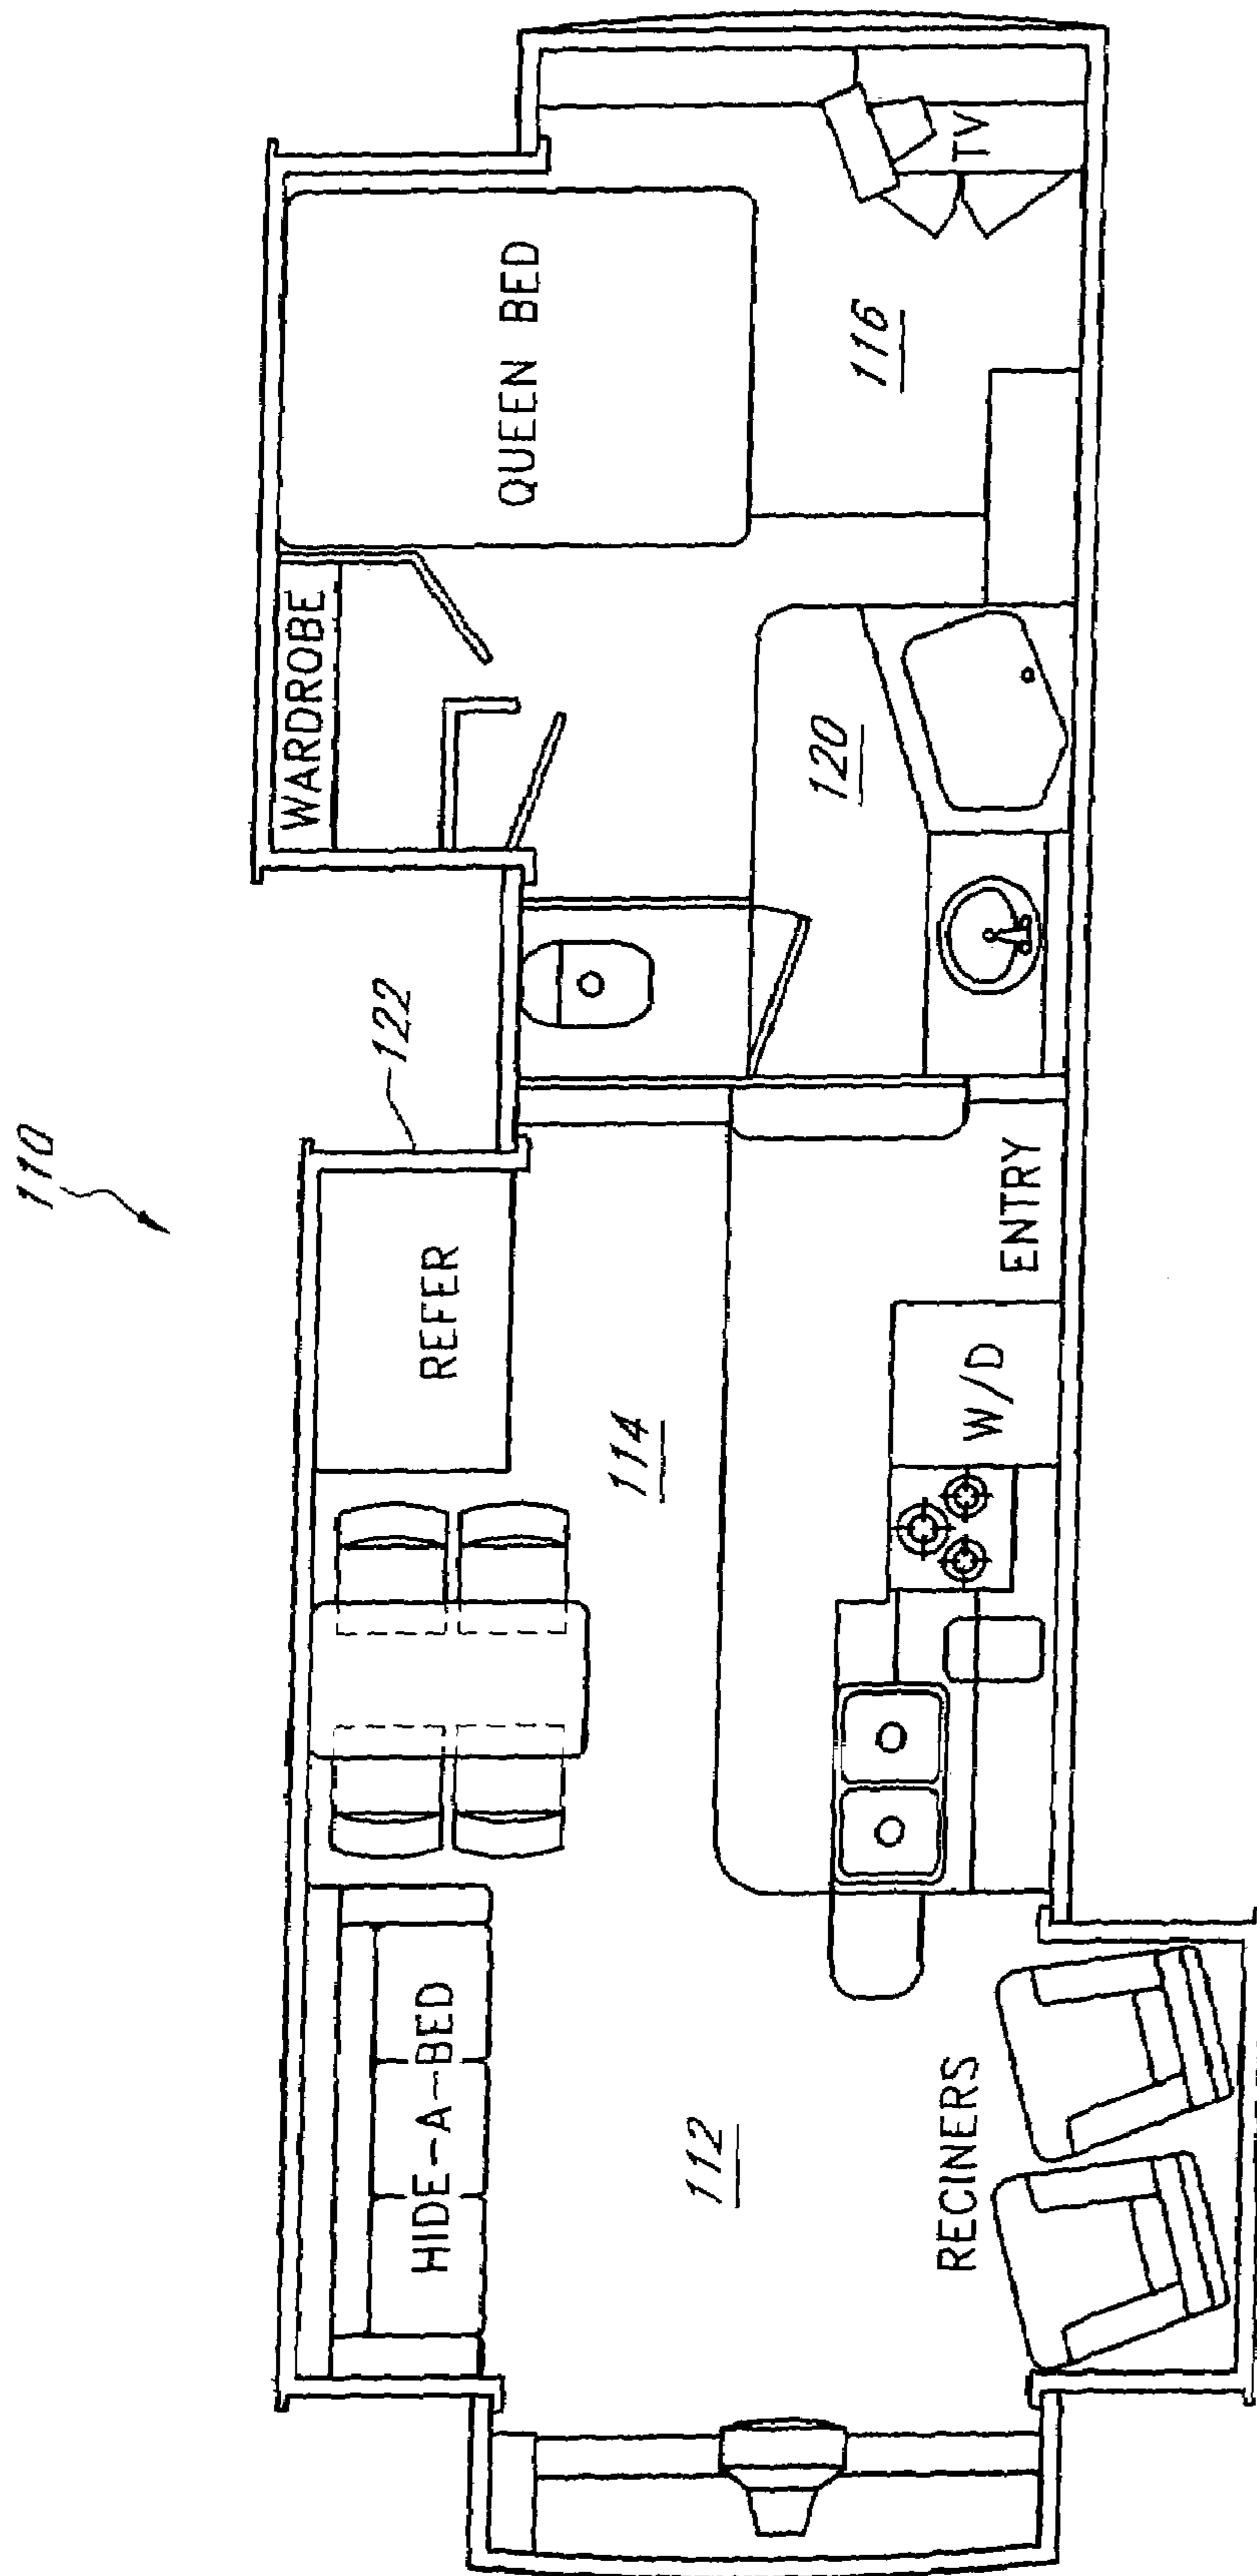 110
HIDE-A-BED
REFER
122
WARDROBE
QUEEN BED
112
114
120
116
RECINERS
W/D
ENTRY
TV